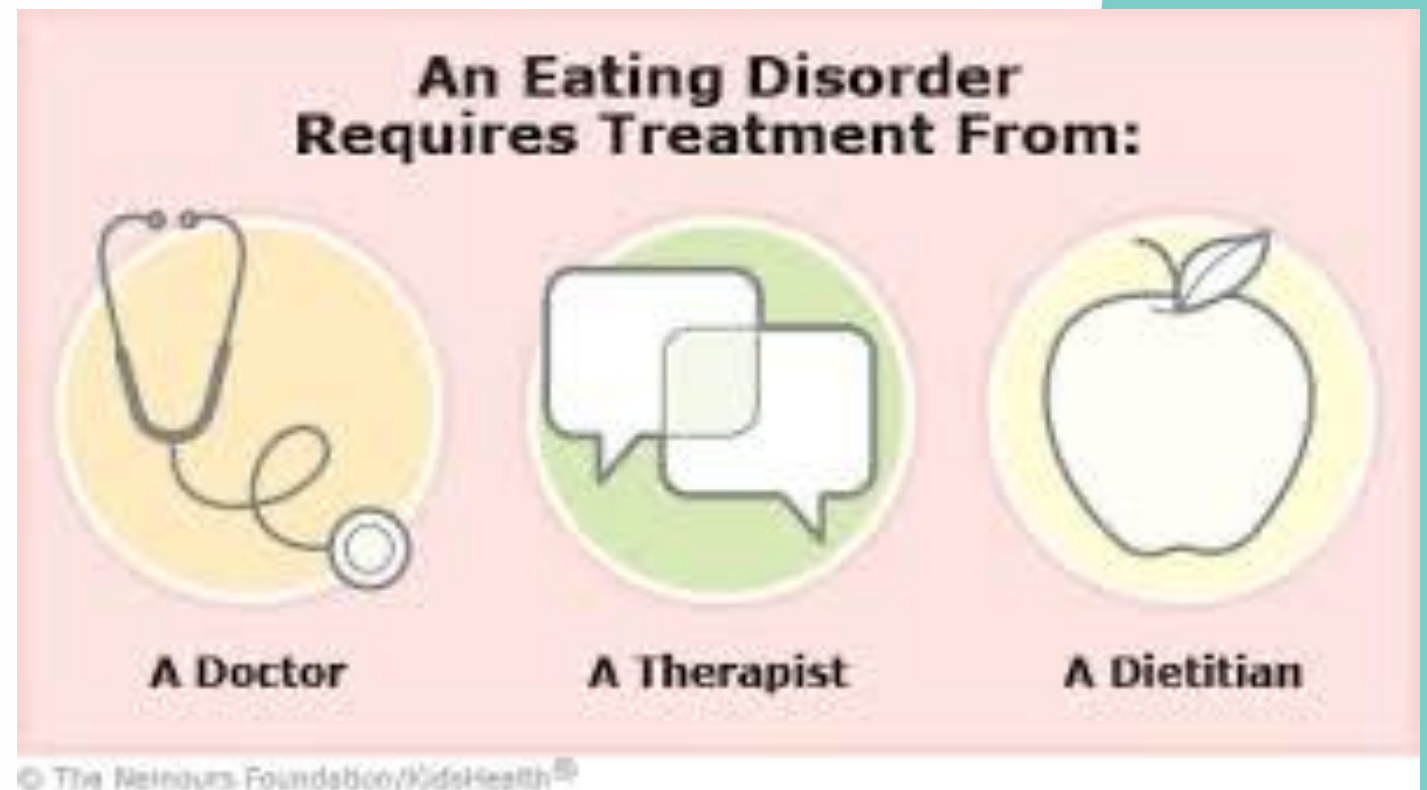 An Eating Disorder
Requires Treatment From:
A Doctor
A Therapist
A Dietitian
© The Nemours Foundation/KidsHealth®